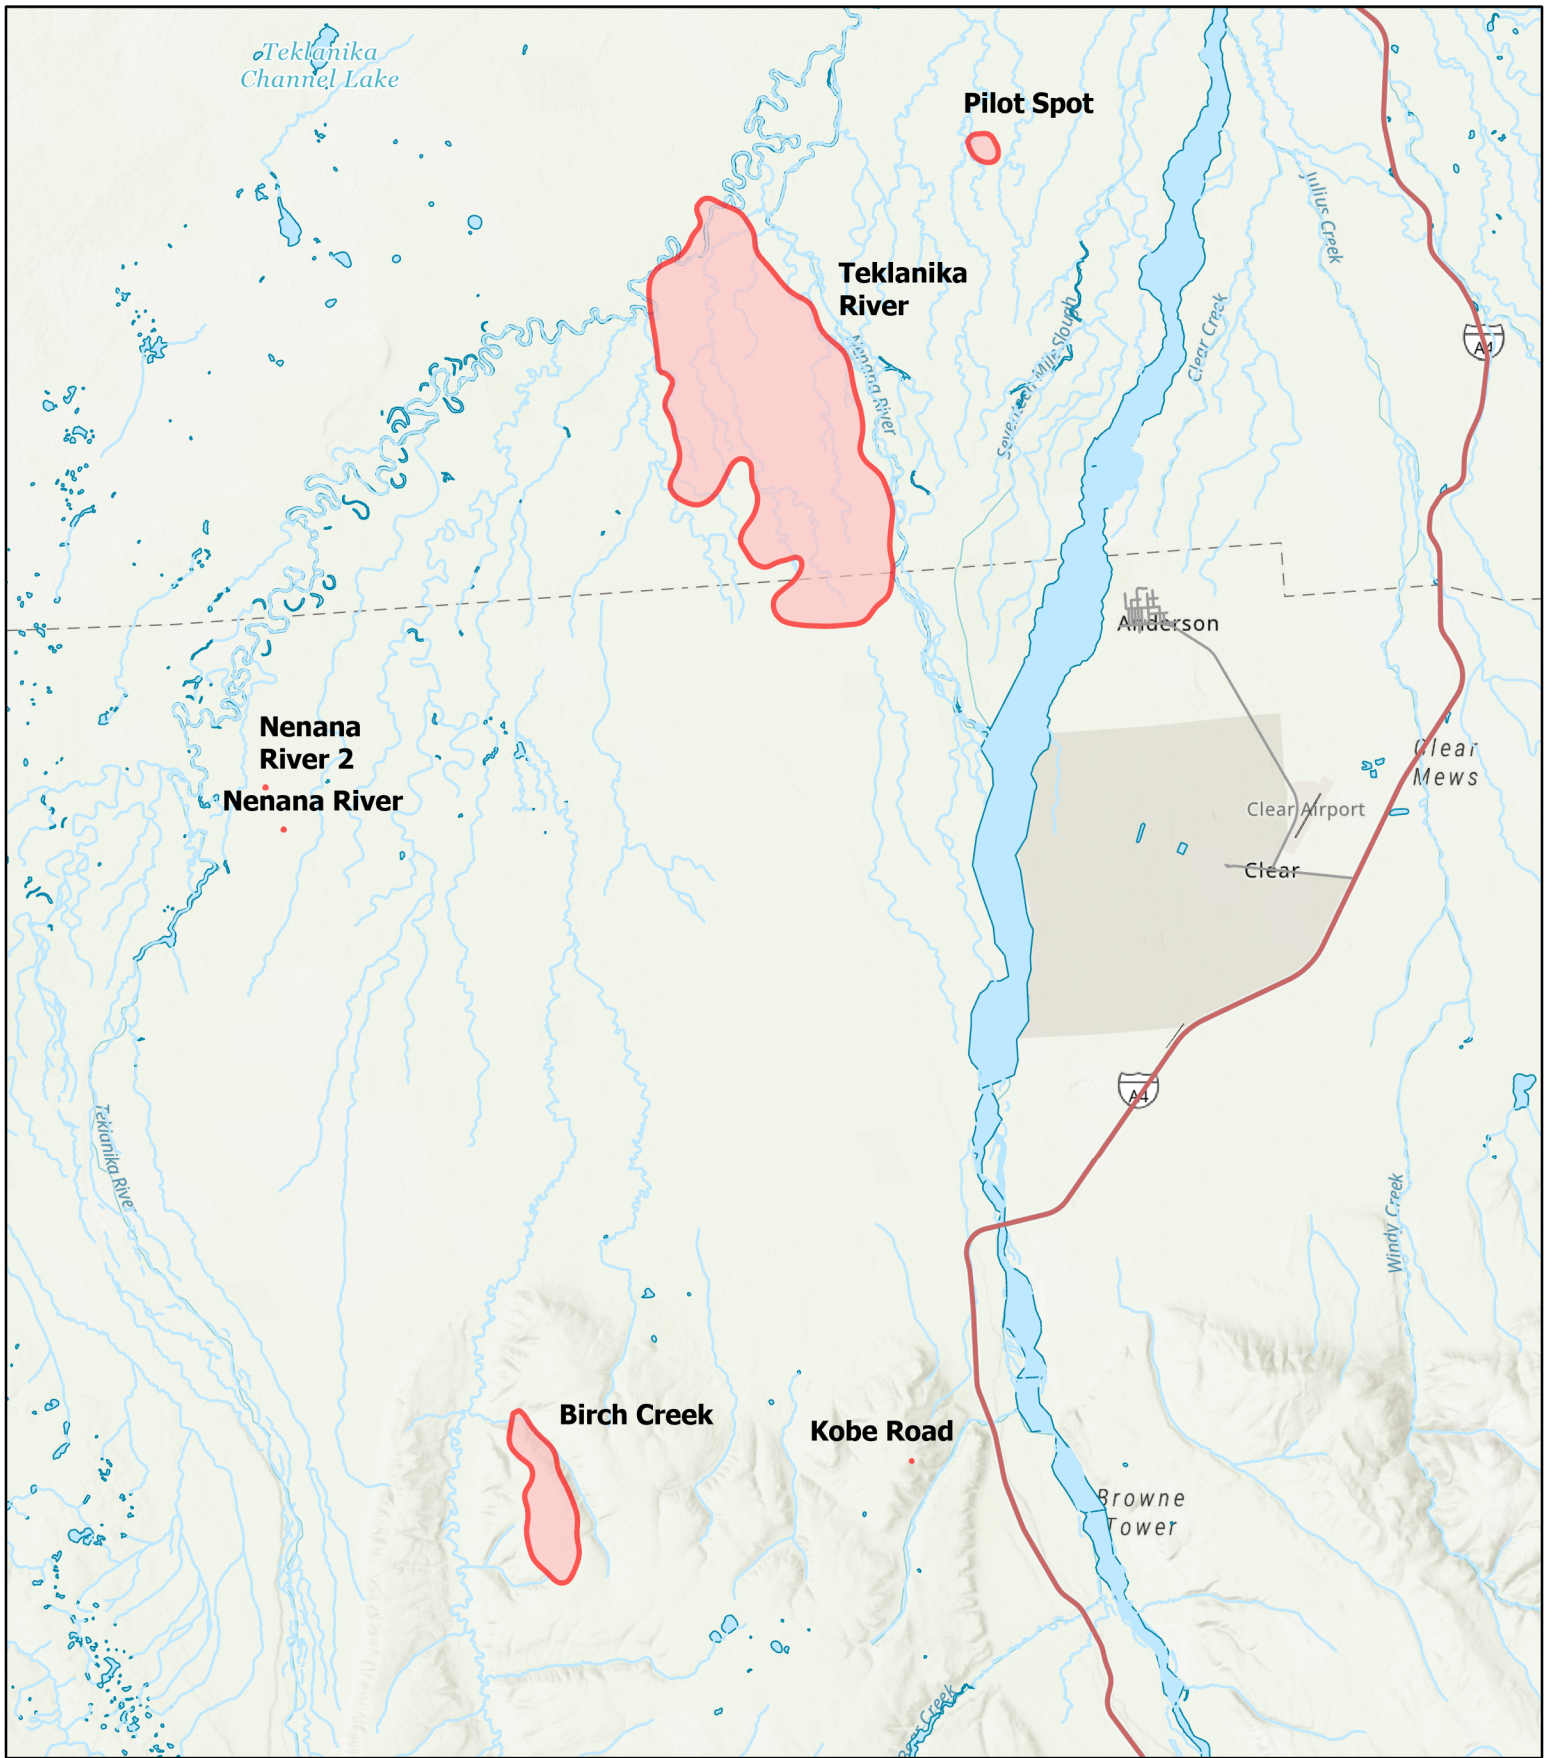 Teklanika
Channel Lake
Pilot Spot
Julius Creek
Teklanika
River
Nenana River
Seventeen Mile Slough
Clear Creek
A4
Anderson
Nenana
River 2
Nenana River
Clear
Mews
Clear Airport
Clear
A4
Teklanika River
Windy Creek
Birch Creek
Kobe Road
Browne
Tower
Bear Creek